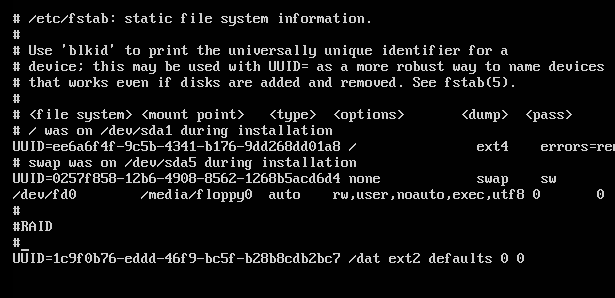 # /etc/fstab: static file system information.
#
# Use 'blkid' to print the universally unique identifier for a
# device; this may be used with UUID= as a more robust way to name devices
# that works even if disks are added and removed. See fstab(5).
#
# <file system> <mount point>   <type>  <options>       <dump>  <pass>
# / was on /dev/sda1 during installation
UUID=ee6a6f4f-9c5b-4341-b176-9dd268dd01a8 /               ext4    errors=rem
# swap was on /dev/sda5 during installation
UUID=0257f858-12b6-4908-8562-1268b5acd6d4 none            swap    sw
/dev/fd0        /media/floppy0  auto    rw,user,noauto,exec,utf8 0       0
#
#RAID
#_
UUID=1c9f0b76-eddd-46f9-bc5f-b28b8cdb2bc7 /dat ext2 defaults 0 0